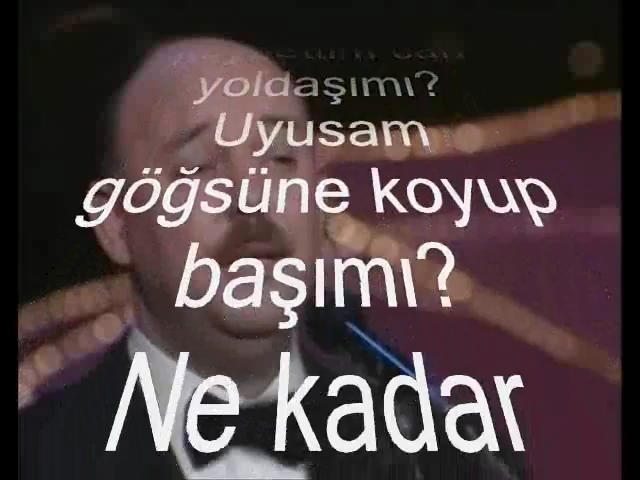 yoldaşımı?
Uyusam
göğsüne koyup
başımı?
Ne kadar